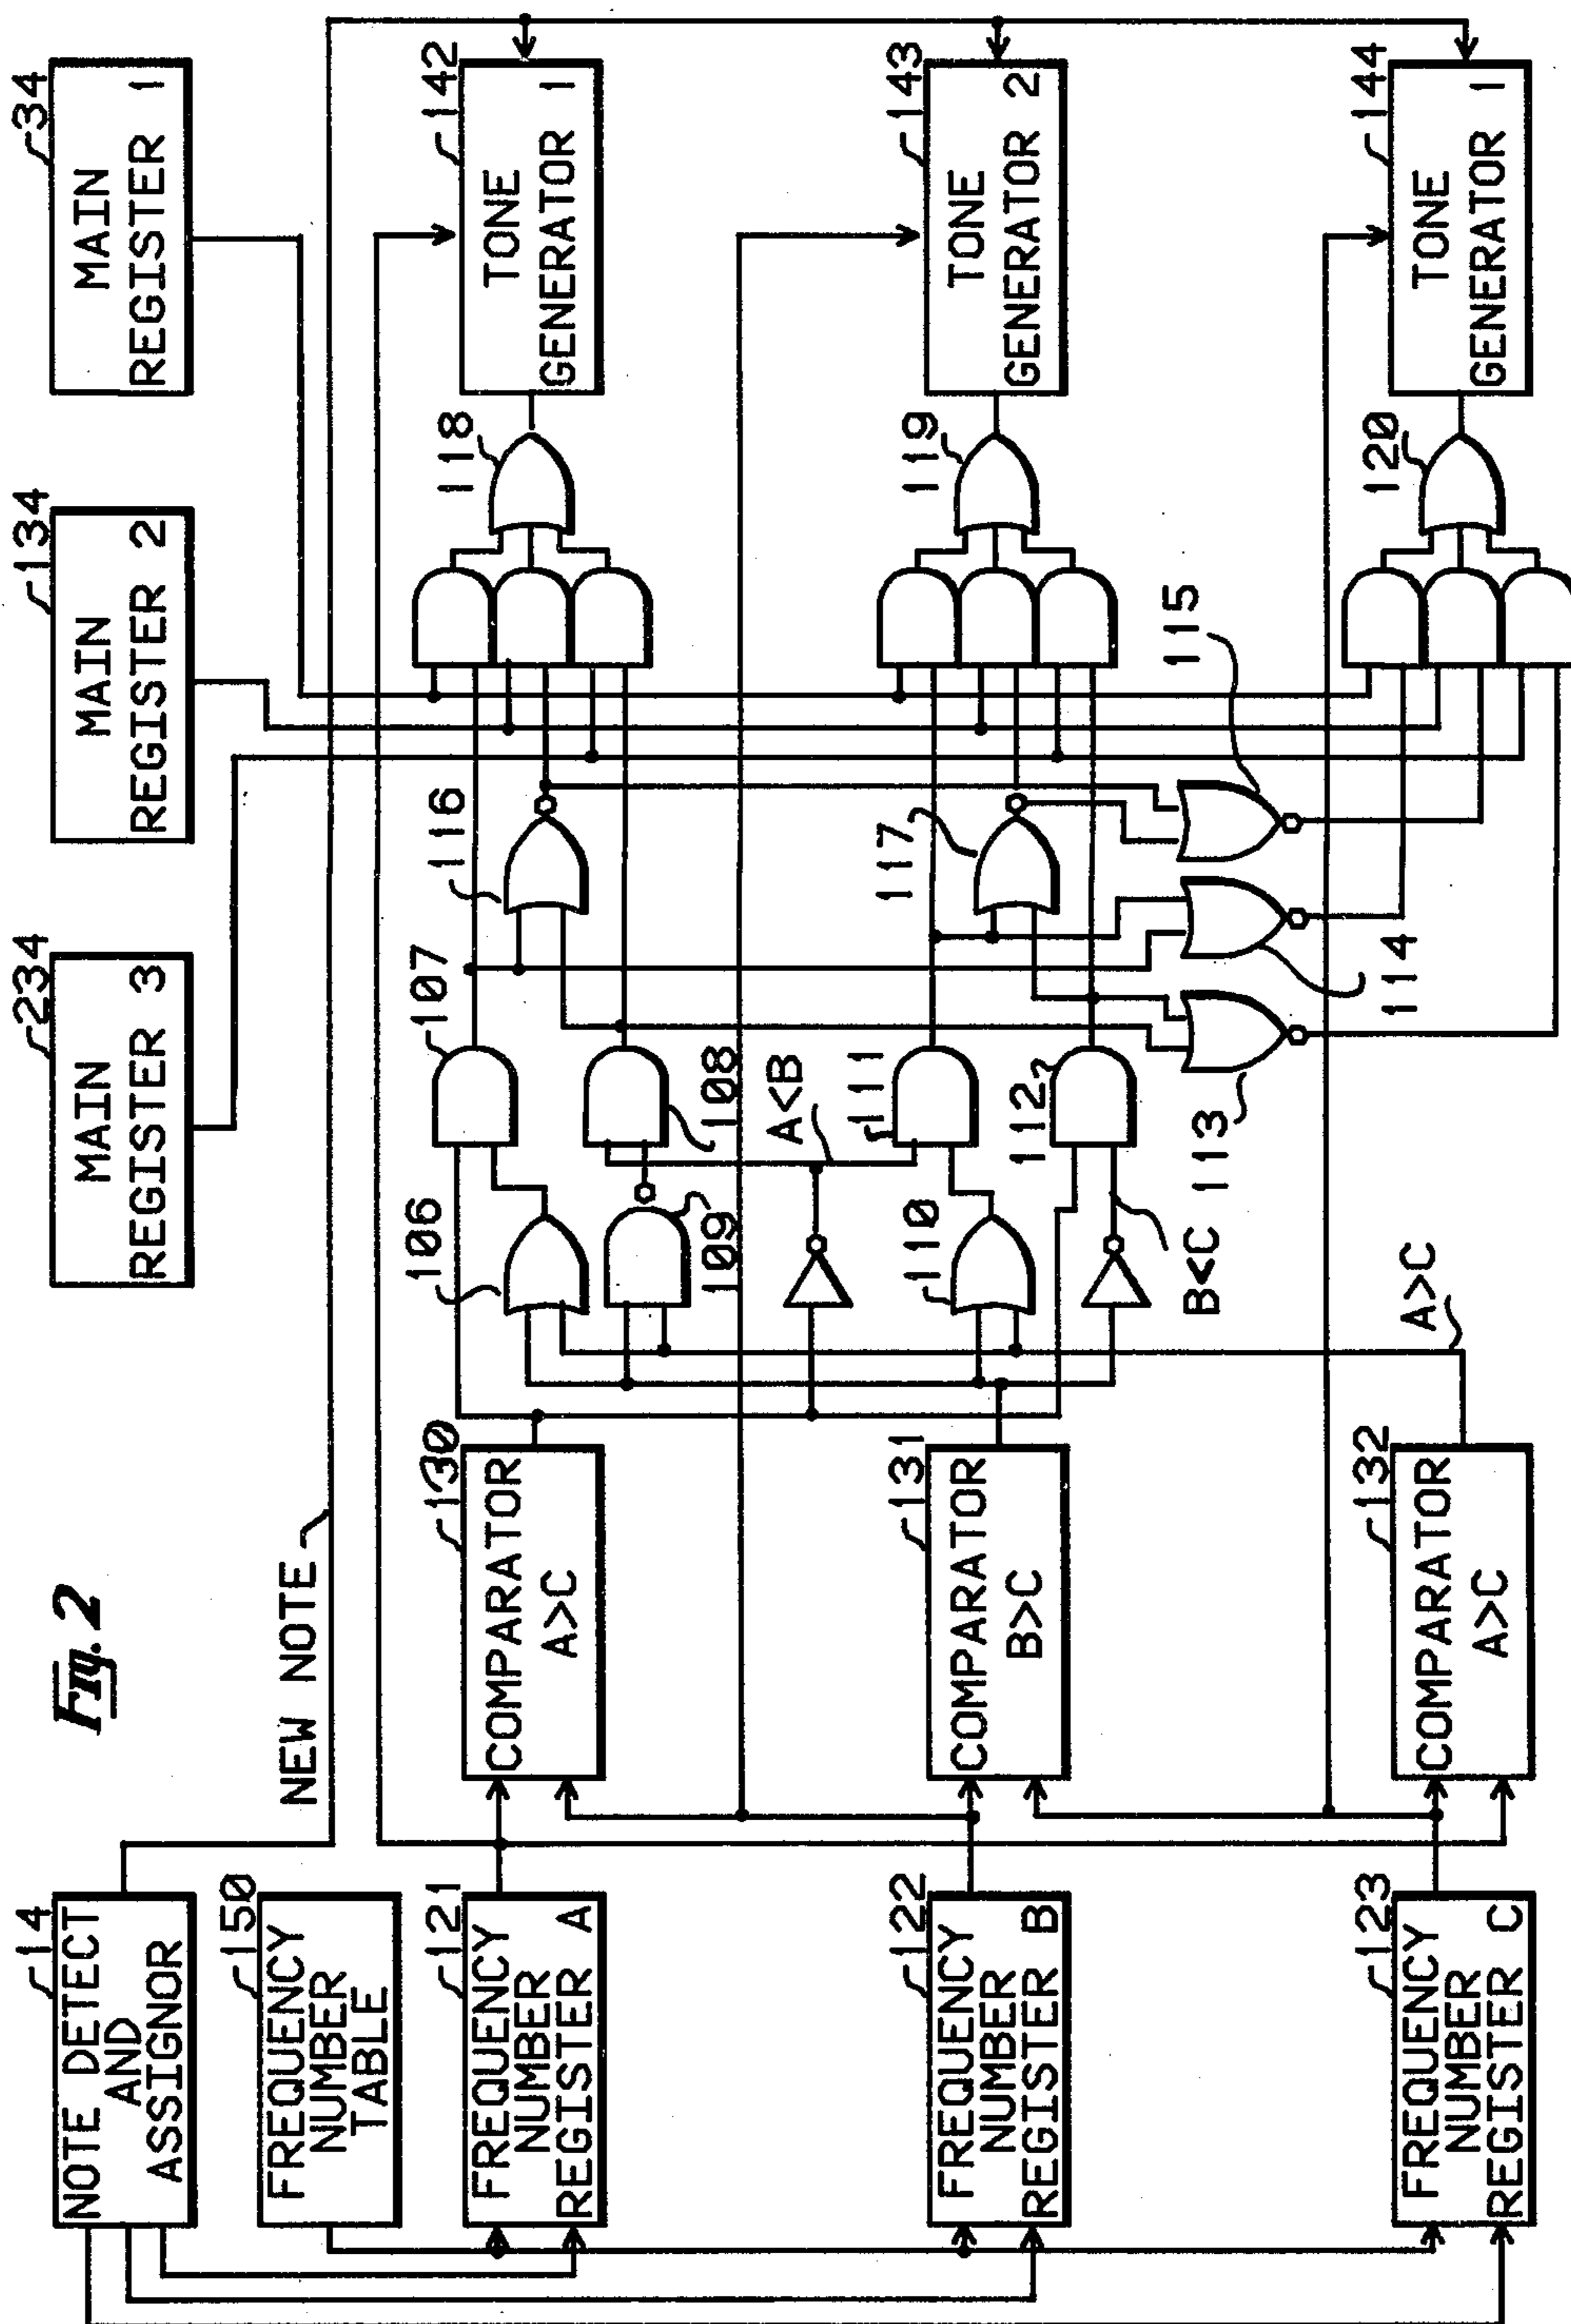 Fig. 2
14
NOTE DETECT
AND
ASSIGNOR
NEW NOTE
234
MAIN
REGISTER 3
134
MAIN
REGISTER 2
34
MAIN
REGISTER 1
150
FREQUENCY
NUMBER
TABLE
121
FREQUENCY
NUMBER
REGISTER A
130
COMPARATOR
A>C
106
107
109
108
116
118
142
TONE
GENERATOR 1
A<B
122
FREQUENCY
NUMBER
REGISTER B
131
COMPARATOR
B>C
110
111
112
117
119
143
TONE
GENERATOR 2
B<C
113
114
115
123
FREQUENCY
NUMBER
REGISTER C
132
COMPARATOR
A>C
A>C
120
144
TONE
GENERATOR 1